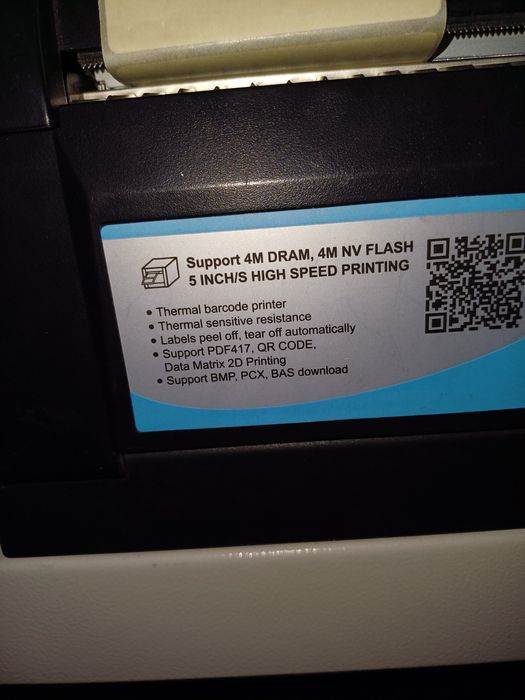 Support 4M DRAM, 4M NV FLASH
5 INCH/S HIGH SPEED PRINTING
• Thermal barcode printer
• Thermal sensitive resistance
• Labels peel off, tear off automatically
• Support PDF417, QR CODE,
Data Matrix 2D Printing
• Support BMP, PCX, BAS download